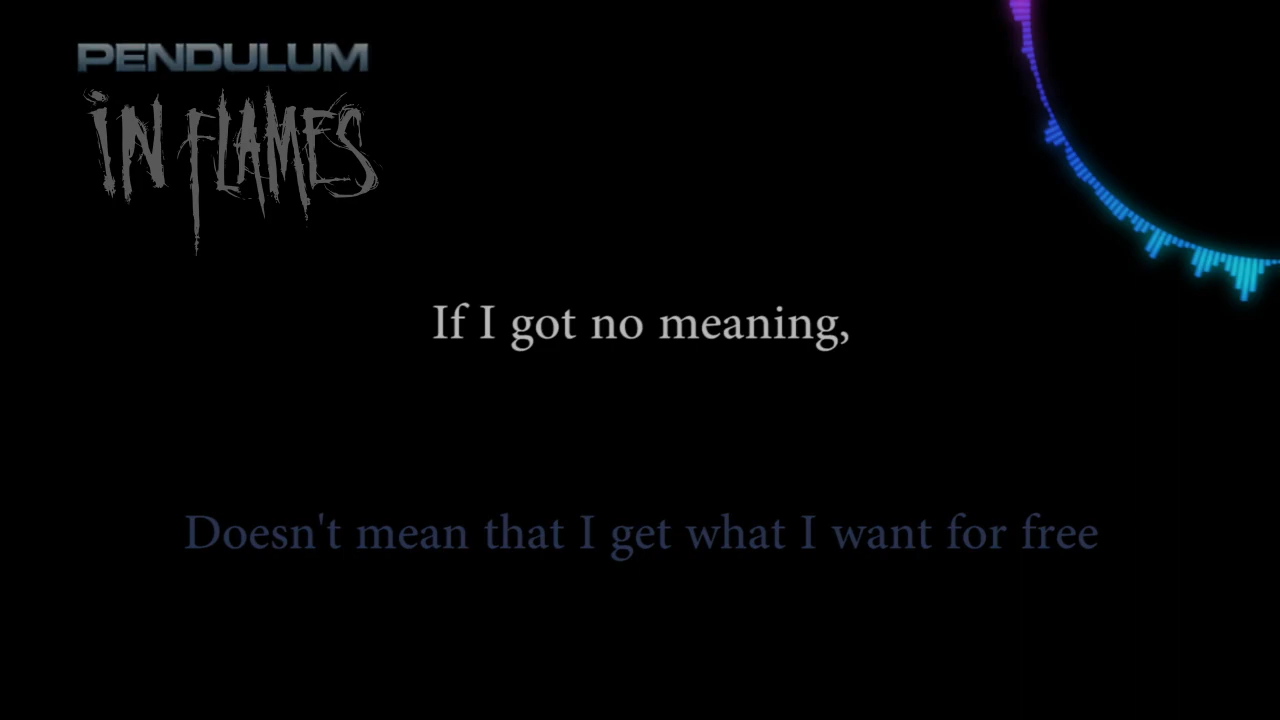 PENDULUM
iN FLAMES
If I got no meaning,
Doesn't mean that I get what I want for free